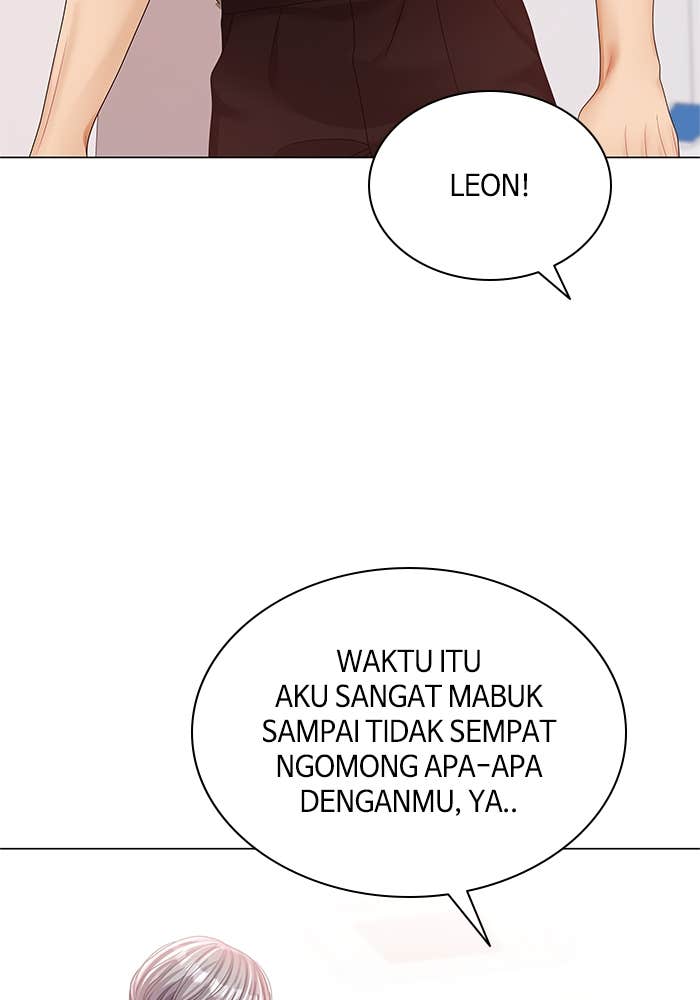 LEON!
WAKTU ITU
AKU SANGAT MABUK
SAMPAI TIDAK SEMPAT
NGOMONG APA-APA
DENGANMU, YA..